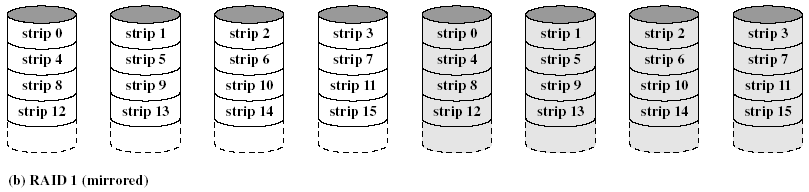 strip 0 strip 1 strip 2 strip 3 strip 0 strip 1 strip 2 strip 3
strip 4 strip 5 strip 6 strip 7 strip 4 strip 5 strip 6 strip 7
strip 8 strip 9 strip 10 strip 11 strip 8 strip 9 strip 10 strip 11
strip 12 strip 13 strip 14 strip 15 strip 12 strip 13 strip 14 strip 15
(b) RAID 1 (mirrored)